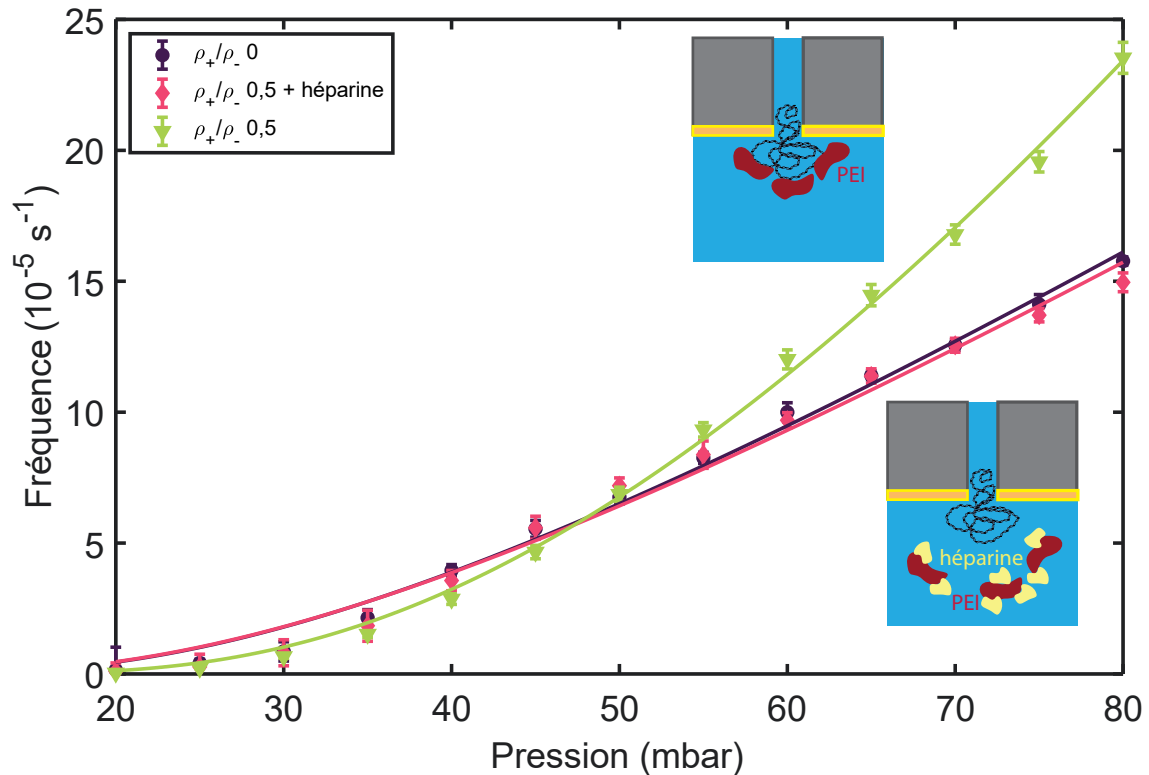 25
20
15
10
5
0
Fréquence (10⁻⁵ s⁻¹)
ρ₊/ρ₋ 0
ρ₊/ρ₋ 0,5 + héparine
ρ₊/ρ₋ 0,5
PEI
héparine
PEI
20 30 40 50 60 70 80
Pression (mbar)